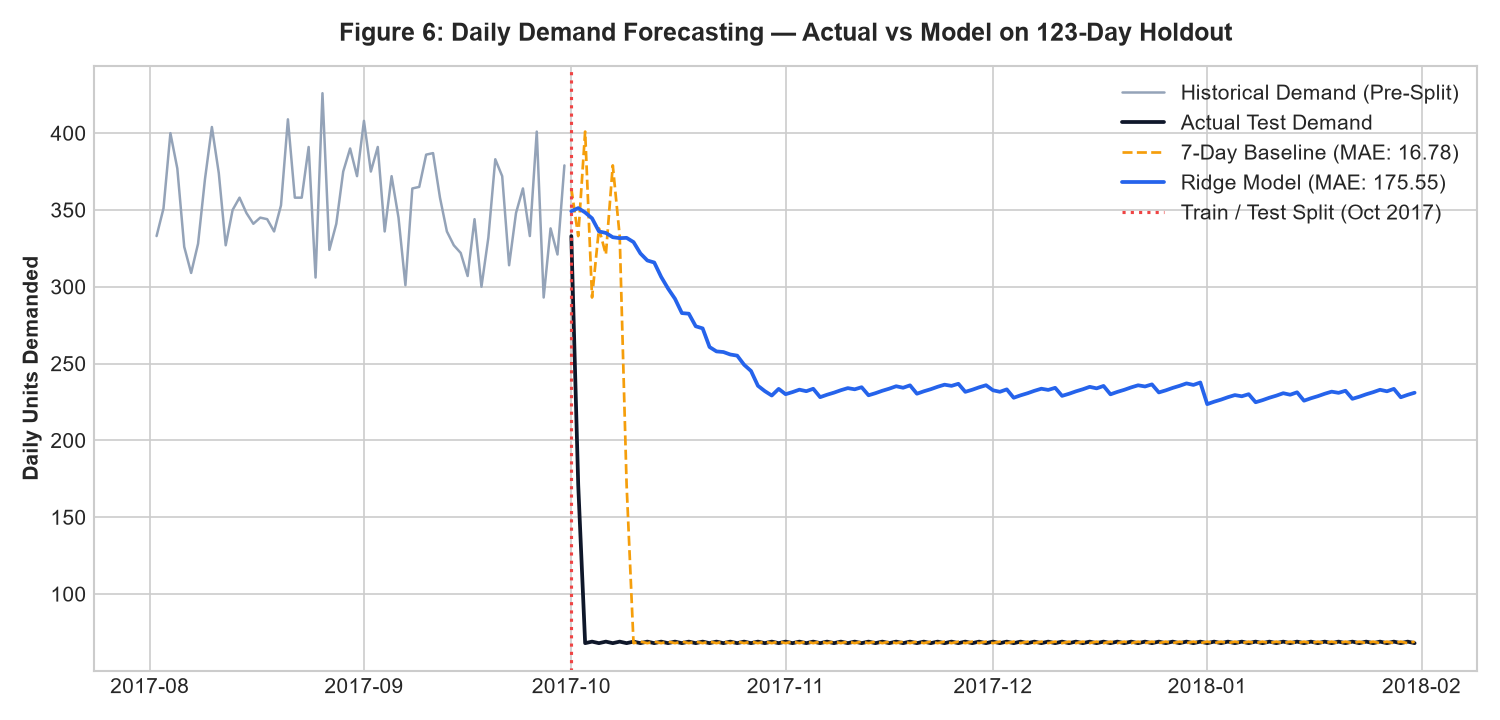 Figure 6: Daily Demand Forecasting — Actual vs Model on 123-Day Holdout
Historical Demand (Pre-Split)
Actual Test Demand
7-Day Baseline (MAE: 16.78)
Ridge Model (MAE: 175.55)
Train / Test Split (Oct 2017)
Daily Units Demanded
400
350
300
250
200
150
100
2017-08
2017-09
2017-10
2017-11
2017-12
2018-01
2018-02